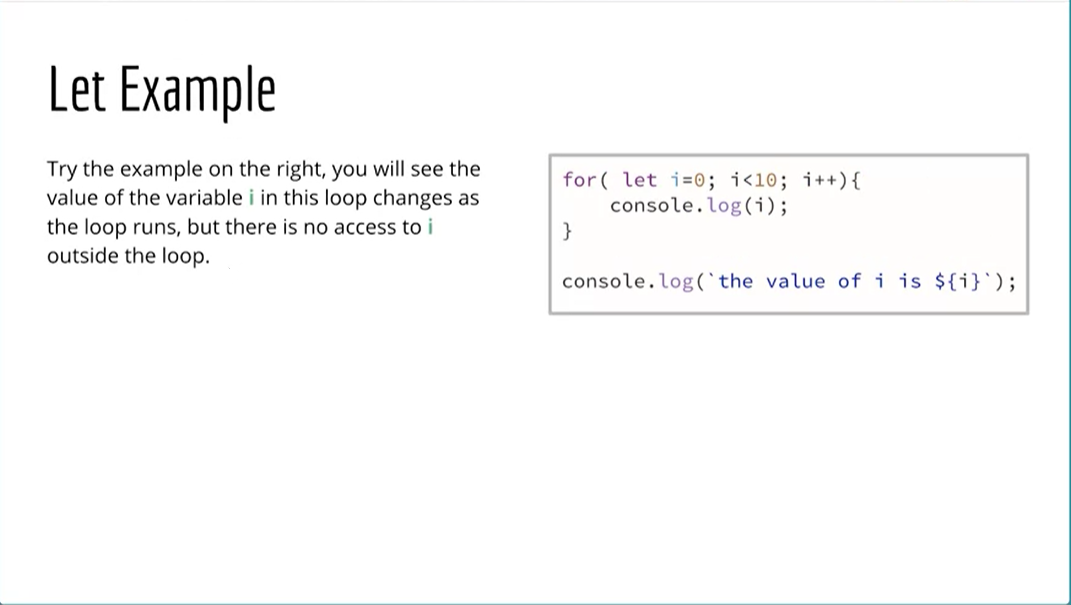 Let Example
Try the example on the right, you will see the
value of the variable i in this loop changes as
the loop runs, but there is no access to i
outside the loop.
for( let i=0; i<10; i++){
    console.log(i);
}
console.log(`the value of i is ${i}`);